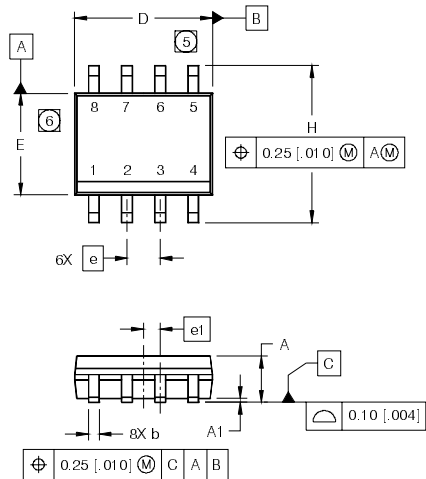 D
B
5
A
8 7 6 5
6
E
H
⌖ 0.25 [.010] Ⓜ A Ⓜ
1 2 3 4
6X e
e1
A
C
A1
⌓ 0.10 [.004]
8X b
⌖ 0.25 [.010] Ⓜ C A B